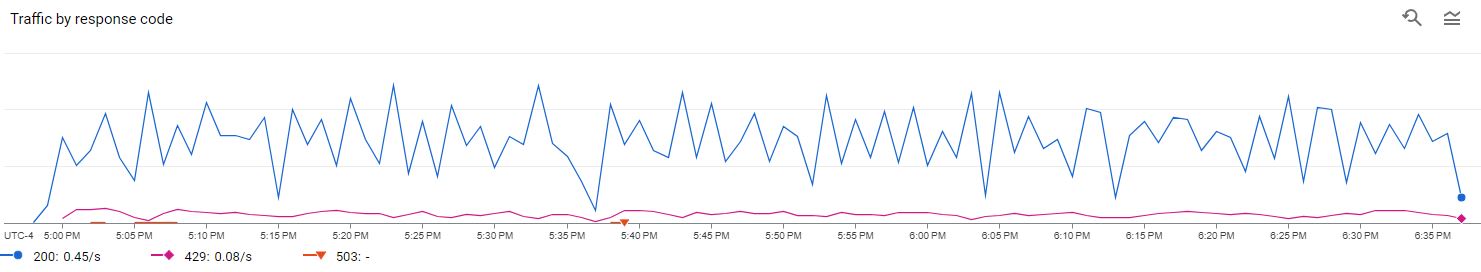 Traffic by response code
UTC-4 5:00 PM 5:05 PM 5:10 PM 5:15 PM 5:20 PM 5:25 PM 5:30 PM 5:35 PM 5:40 PM 5:45 PM 5:50 PM 5:55 PM 6:00 PM 6:05 PM 6:10 PM 6:15 PM 6:20 PM 6:25 PM 6:30 PM 6:35 PM
200: 0.45/s 429: 0.08/s 503: -